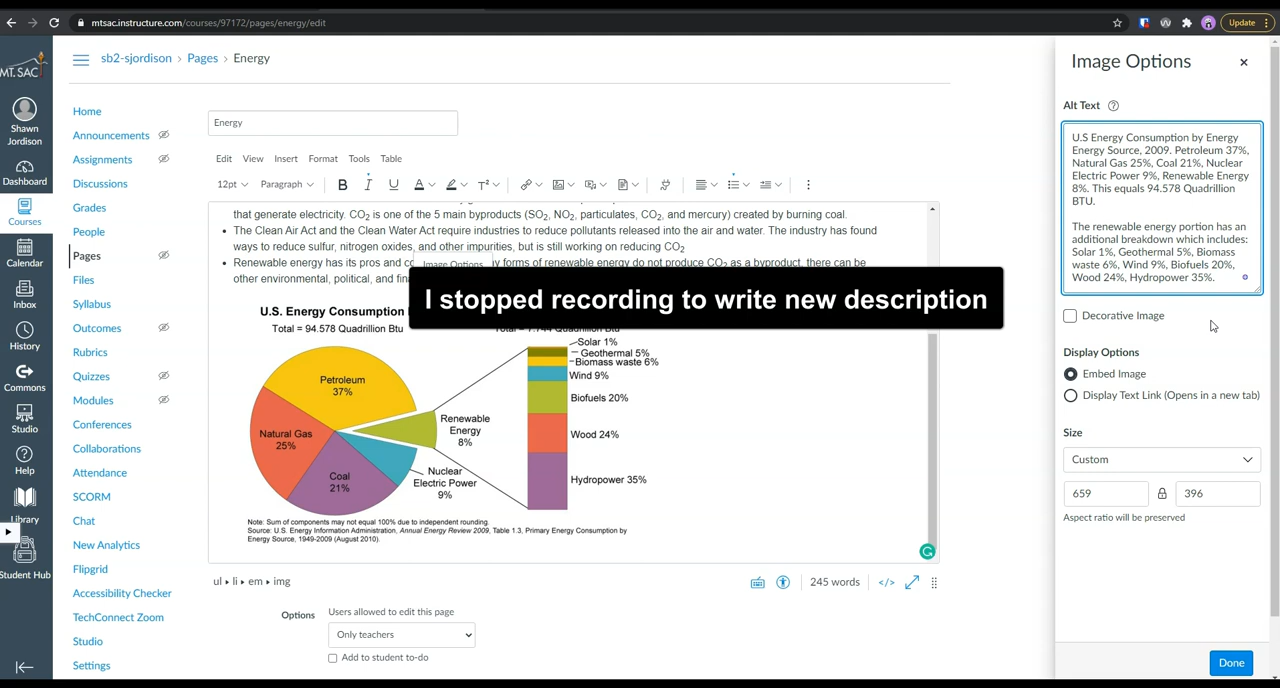 mtsac.instructure.com/courses/97172/pages/energy/edit
Update
MT. SAC
Shawn
Jordison
Dashboard
Courses
Calendar
Inbox
History
Commons
Studio
Help
Library
Student Hub
sb2-sjordison › Pages › Energy
Home
Announcements
Assignments
Discussions
Grades
People
Pages
Files
Syllabus
Outcomes
Rubrics
Quizzes
Modules
Conferences
Collaborations
Attendance
SCORM
Chat
New Analytics
Flipgrid
Accessibility Checker
TechConnect Zoom
Studio
Settings
Energy
Edit View Insert Format Tools Table
12pt Paragraph B I U A T²
that generate electricity. CO₂ is one of the 5 main byproducts (SO₂, NO₂, particulates, CO₂, and mercury) created by burning coal.
• The Clean Air Act and the Clean Water Act require industries to reduce pollutants released into the air and water. The industry has found
ways to reduce sulfur, nitrogen oxides, and other impurities, but is still working on reducing CO₂
• Renewable energy has its pros and co y forms of renewable energy do not produce CO₂ as a byproduct, there can be
other environmental, political, and fina
Image Options
I stopped recording to write new description
U.S. Energy Consumption
Total = 94.578 Quadrillion Btu
Total = 7.744 Quadrillion Btu
Petroleum
37%
Natural Gas
25%
Coal
21%
Nuclear
Electric Power
9%
Renewable
Energy
8%
Solar 1%
Geothermal 5%
Biomass waste 6%
Wind 9%
Biofuels 20%
Wood 24%
Hydropower 35%
Note: Sum of components may not equal 100% due to independent rounding.
Source: U.S. Energy Information Administration, Annual Energy Review 2009, Table 1.3, Primary Energy Consumption by
Energy Source, 1949-2009 (August 2010).
ul ▸ li ▸ em ▸ img
245 words </>
Options
Users allowed to edit this page
Only teachers
Add to student to-do
Image Options ×
Alt Text
U.S Energy Consumption by Energy
Energy Source, 2009. Petroleum 37%,
Natural Gas 25%, Coal 21%, Nuclear
Electric Power 9%, Renewable Energy
8%. This equals 94.578 Quadrillion
BTU.
The renewable energy portion has an
additional breakdown which includes:
Solar 1%, Geothermal 5%, Biomass
waste 6%, Wind 9%, Biofuels 20%,
Wood 24%, Hydropower 35%.
Decorative Image
Display Options
Embed Image
Display Text Link (Opens in a new tab)
Size
Custom
659
396
Aspect ratio will be preserved
Done